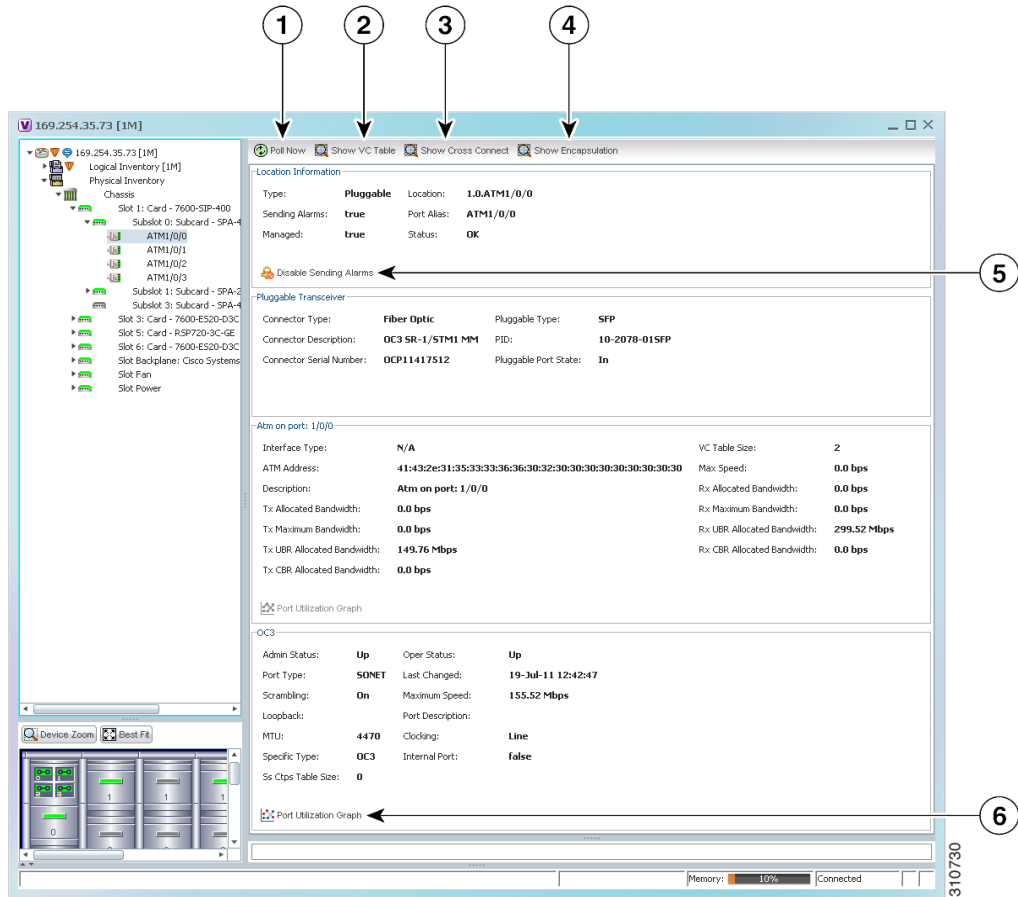 1 2 3 4
169.254.35.73 [1M]
169.254.35.73 [1M]
Logical Inventory [1M]
Physical Inventory
Chassis
Slot 1: Card - 7600-SIP-400
Subslot 0: Subcard - SPA-4
ATM1/0/0
ATM1/0/1
ATM1/0/2
ATM1/0/3
Subslot 1: Subcard - SPA-2
Subslot 3: Subcard - SPA-4
Slot 3: Card - 7600-ES20-D3C
Slot 5: Card - RSP720-3C-GE
Slot 6: Card - 7600-ES20-D3C
Slot Backplane: Cisco Systems
Slot Fan
Slot Power
Device Zoom Best Fit
0 1
1 1 1
0
Poll Now Show VC Table Show Cross Connect Show Encapsulation
Location Information
Type: Pluggable Location: 1.0.ATM1/0/0
Sending Alarms: true Port Alias: ATM1/0/0
Managed: true Status: OK
Disable Sending Alarms
5
Pluggable Transceiver
Connector Type: Fiber Optic Pluggable Type: SFP
Connector Description: OC3 SR-1/STM1 MM PID: 10-2078-01SFP
Connector Serial Number: OCP11417512 Pluggable Port State: In
Atm on port: 1/0/0
Interface Type: N/A VC Table Size: 2
ATM Address: 41:43:2e:31:35:33:33:36:36:30:32:30:30:30:30:30:30:30:30:30 Max Speed: 0.0 bps
Description: Atm on port: 1/0/0 Rx Allocated Bandwidth: 0.0 bps
Tx Allocated Bandwidth: 0.0 bps Rx Maximum Bandwidth: 0.0 bps
Tx Maximum Bandwidth: 0.0 bps Rx UBR Allocated Bandwidth: 299.52 Mbps
Tx UBR Allocated Bandwidth: 149.76 Mbps Rx CBR Allocated Bandwidth: 0.0 bps
Tx CBR Allocated Bandwidth: 0.0 bps
Port Utilization Graph
OC3
Admin Status: Up Oper Status: Up
Port Type: SONET Last Changed: 19-Jul-11 12:42:47
Scrambling: On Maximum Speed: 155.52 Mbps
Loopback: Port Description:
MTU: 4470 Clocking: Line
Specific Type: OC3 Internal Port: false
Ss Ctps Table Size: 0
Port Utilization Graph
6
Memory: 10% Connected
310730